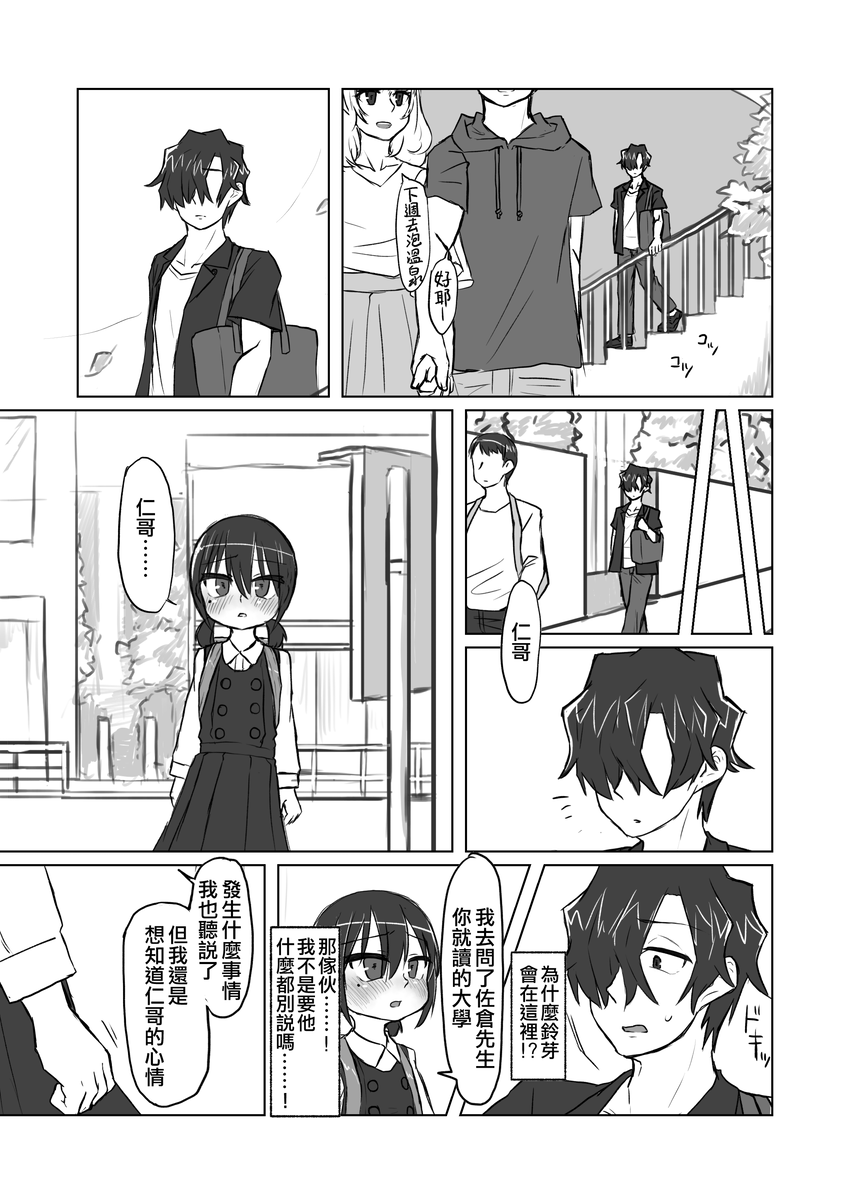 下週去泡溫泉
好耶ー
コッ
コッ
仁哥
仁哥……
ドキッ
為什麼鈴芽
會在這裡!?
我去問了佐倉先生
你就讀的大學
那傢伙……！
我不是要他
什麼都別說嗎
……！
發生什麼事情
我也聽說了
但我還是
想知道仁哥的心情